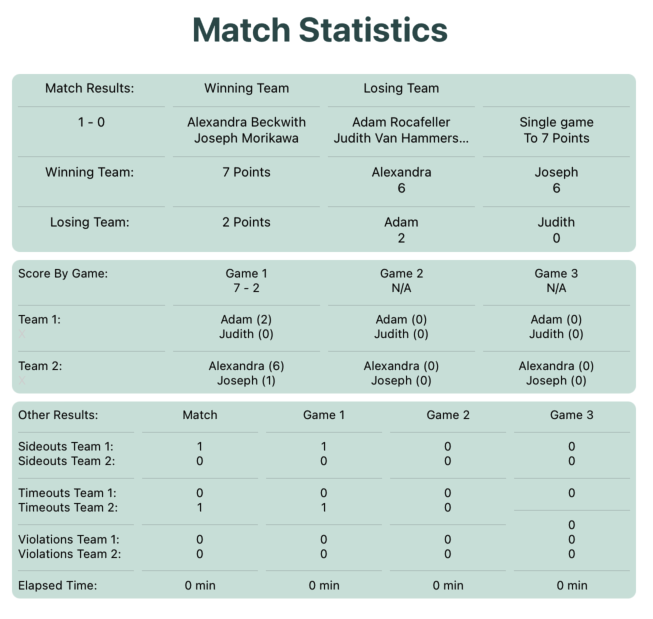 Match Statistics
Match Results: Winning Team Losing Team
1 - 0 Alexandra Beckwith Adam Rocafeller Single game
Joseph Morikawa Judith Van Hammers... To 7 Points
Winning Team: 7 Points Alexandra Joseph
6 6
Losing Team: 2 Points Adam Judith
2 0
Score By Game: Game 1 Game 2 Game 3
7 - 2 N/A N/A
Team 1: Adam (2) Adam (0) Adam (0)
Judith (0) Judith (0) Judith (0)
Team 2: Alexandra (6) Alexandra (0) Alexandra (0)
Joseph (1) Joseph (0) Joseph (0)
Other Results: Match Game 1 Game 2 Game 3
Sideouts Team 1: 1 1 0 0
Sideouts Team 2: 0 0 0 0
Timeouts Team 1: 0 0 0 0
Timeouts Team 2: 1 1 0
0
Violations Team 1: 0 0 0 0
Violations Team 2: 0 0 0 0
Elapsed Time: 0 min 0 min 0 min 0 min